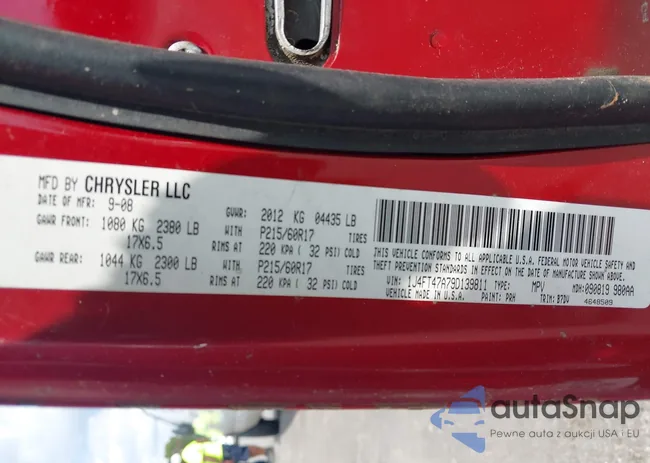 MFD BY CHRYSLER LLC
DATE OF MFR: 9-08 GVWR: 2012 KG 04435 LB
GAWR FRONT: 1080 KG 2380 LB WITH P215/60R17 TIRES
17X6.5 RIMS AT 220 KPA ( 32 PSI) COLD
GAWR REAR: 1044 KG 2300 LB WITH P215/60R17 TIRES
17X6.5 RIMS AT 220 KPA ( 32 PSI) COLD
THIS VEHICLE CONFORMS TO ALL APPLICABLE U.S.A. FEDERAL MOTOR VEHICLE SAFETY, BUMPER AND
THEFT PREVENTION STANDARDS IN EFFECT ON THE DATE OF MANUFACTURE SHOWN ABOVE.
VIN: 1J4FT47A79D139811 TYPE: MPV MDH: 090819 980AA
VEHICLE MADE IN U.S.A. PAINT: PRH TRIM: B7DV 4648509
autoSnap
Pewne auta z aukcji USA i EU